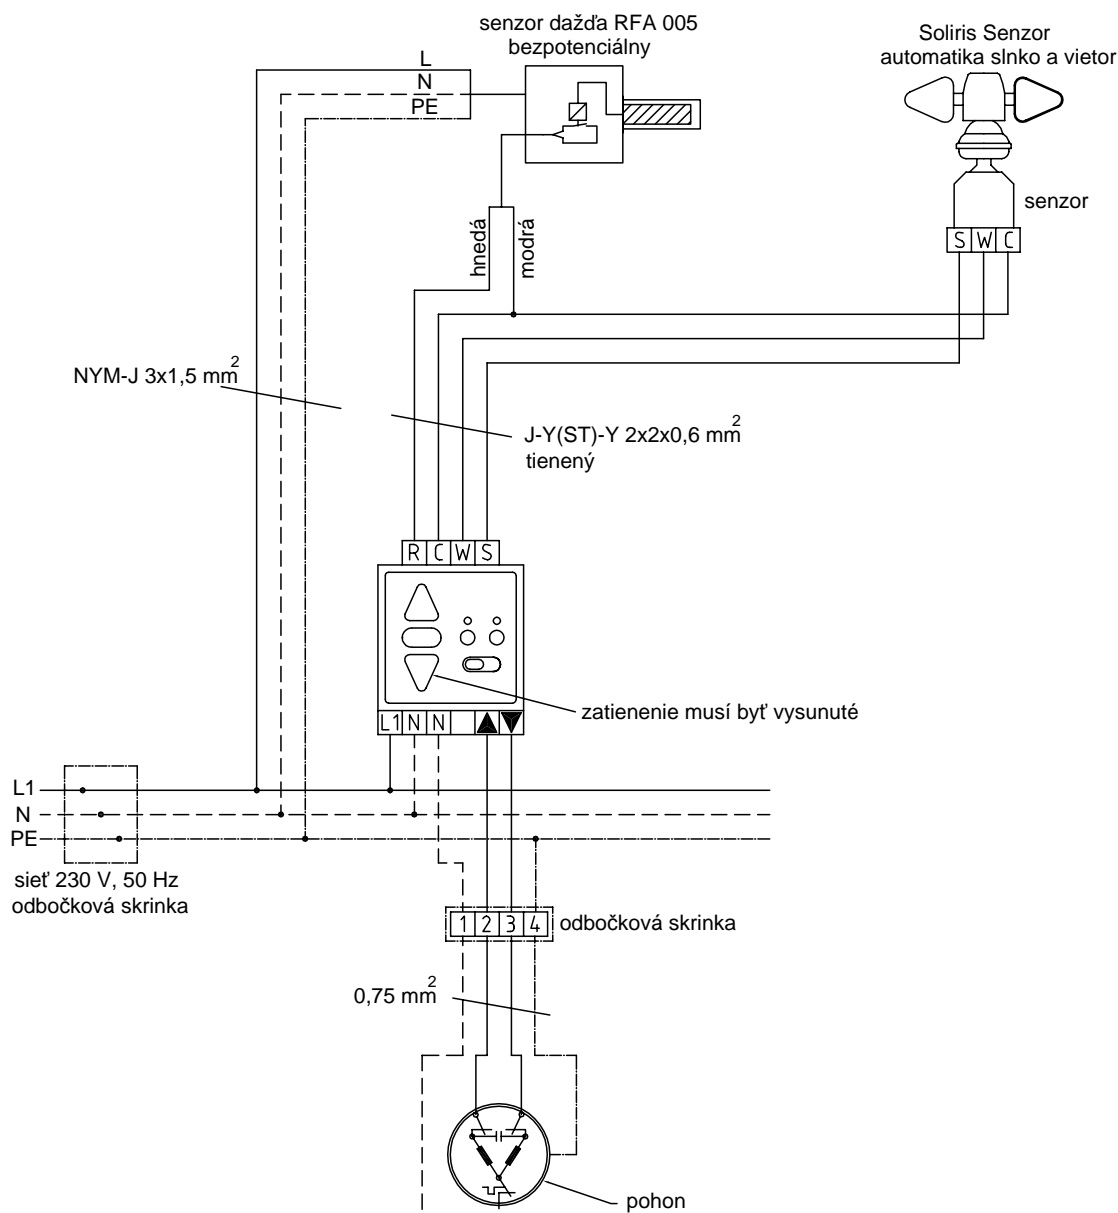 senzor dažďa RFA 005
bezpotenciálny
Soliris Senzor
automatika slnko a vietor
L
N
PE
senzor
S W C
hnedá
modrá
NYM-J 3x1,5 mm²
J-Y(ST)-Y 2x2x0,6 mm²
tienený
R C W S
zatienenie musí byť vysunuté
L1 N N
L1
N
PE
sieť 230 V, 50 Hz
odbočková skrinka
1 2 3 4
odbočková skrinka
0,75 mm²
pohon